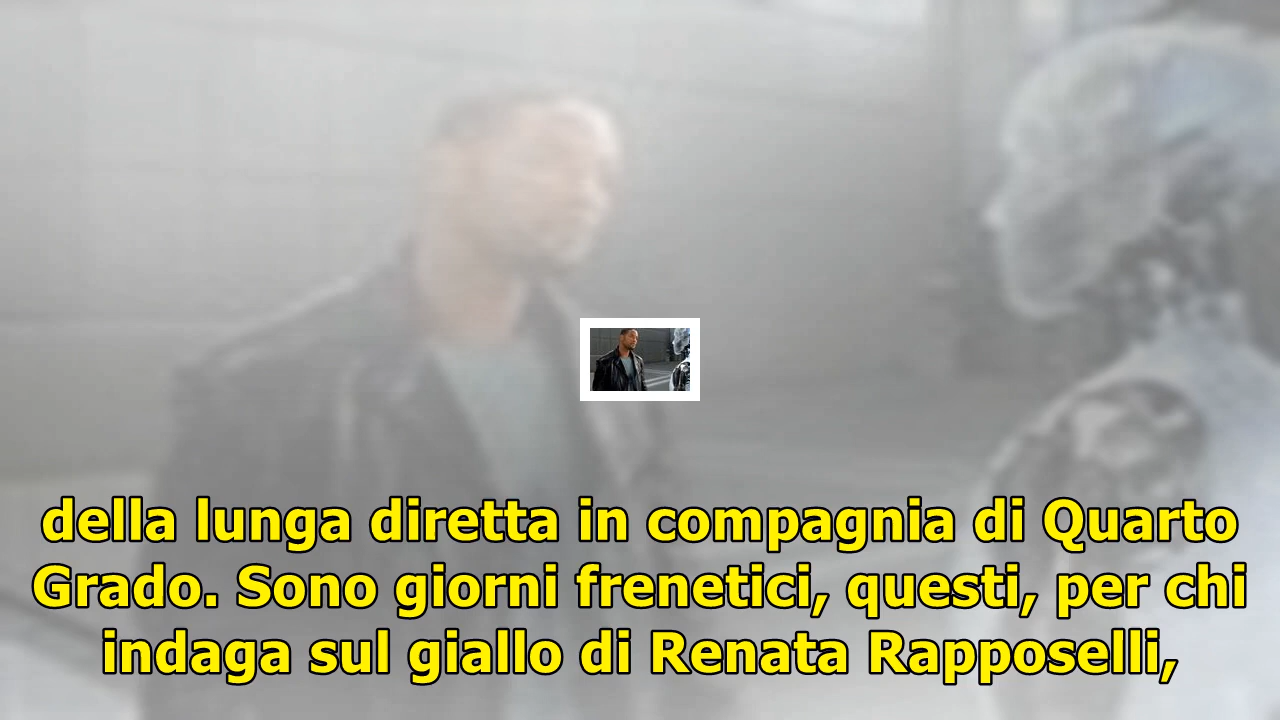 della lunga diretta in compagnia di Quarto
Grado. Sono giorni frenetici, questi, per chi
indaga sul giallo di Renata Rapposelli,